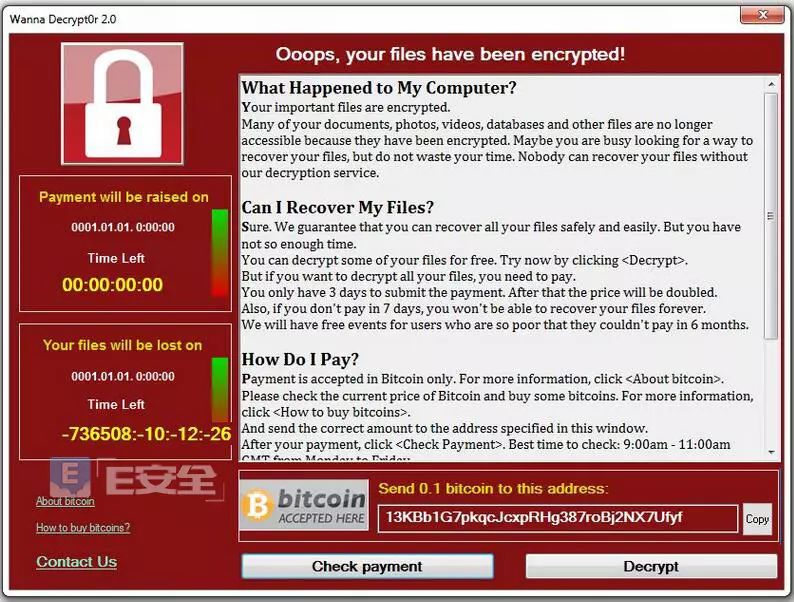 Wanna Decrypt0r 2.0
Ooops, your files have been encrypted!
What Happened to My Computer?
Your important files are encrypted.
Many of your documents, photos, videos, databases and other files are no longer
accessible because they have been encrypted. Maybe you are busy looking for a way to
recover your files, but do not waste your time. Nobody can recover your files without
our decryption service.
Can I Recover My Files?
Sure. We guarantee that you can recover all your files safely and easily. But you have
not so enough time.
You can decrypt some of your files for free. Try now by clicking <Decrypt>.
But if you want to decrypt all your files, you need to pay.
You only have 3 days to submit the payment. After that the price will be doubled.
Also, if you don't pay in 7 days, you won't be able to recover your files forever.
We will have free events for users who are so poor that they couldn't pay in 6 months.
How Do I Pay?
Payment is accepted in Bitcoin only. For more information, click <About bitcoin>.
Please check the current price of Bitcoin and buy some bitcoins. For more information,
click <How to buy bitcoins>.
And send the correct amount to the address specified in this window.
After your payment, click <Check Payment>. Best time to check: 9:00am - 11:00am
GMT from Monday to Friday.
Payment will be raised on
0001.01.01. 0:00:00
Time Left
00:00:00:00
Your files will be lost on
0001.01.01. 0:00:00
Time Left
-736508:-10:-12:-26
E E安全
About bitcoin
How to buy bitcoins?
Contact Us
bitcoin
ACCEPTED HERE
Send 0.1 bitcoin to this address:
13KBb1G7pkqcJcxpRHg387roBj2NX7Ufyf
Copy
Check payment
Decrypt